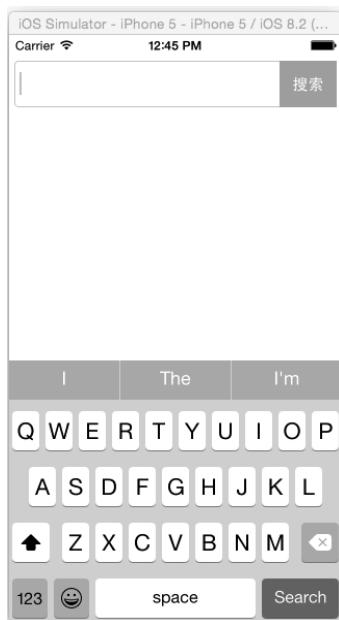 iOS Simulator - iPhone 5 - iPhone 5 / iOS 8.2 (...
Carrier 12:45 PM
搜索
I The I'm
Q W E R T Y U I O P
A S D F G H J K L
Z X C V B N M
123 space Search